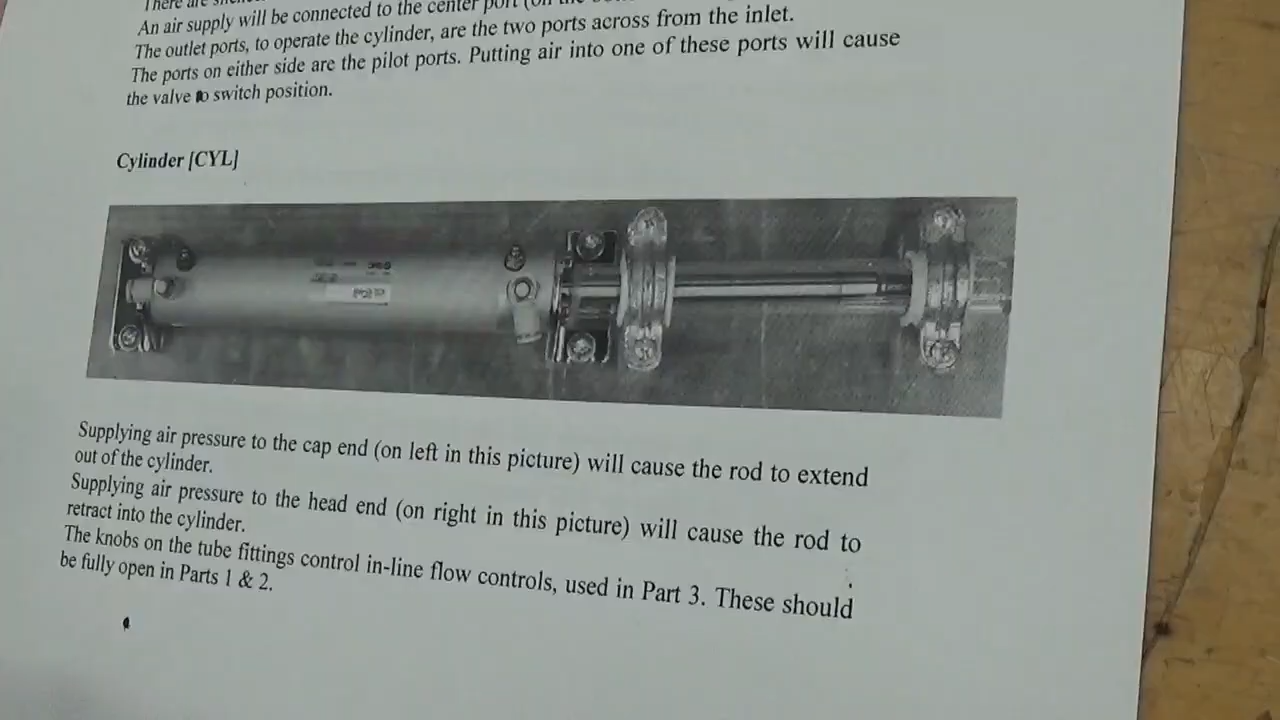 There are
An air supply will be connected to the center port (on the
The outlet ports, to operate the cylinder, are the two ports across from the inlet.
The ports on either side are the pilot ports. Putting air into one of these ports will cause
the valve to switch position.
Cylinder [CYL]
Supplying air pressure to the cap end (on left in this picture) will cause the rod to extend
out of the cylinder.
Supplying air pressure to the head end (on right in this picture) will cause the rod to
retract into the cylinder.
The knobs on the tube fittings control in-line flow controls, used in Part 3. These should
be fully open in Parts 1 & 2.